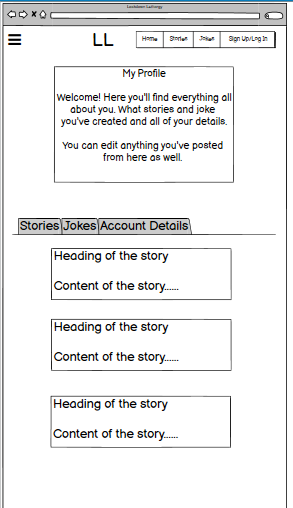 LL
Home Stories Jokes Sign Up/Log In
My Profile
Welcome! Here you'll find everything all
about you. What stories and joke
you've created and all of your details.
You can edit anything you've posted
from here as well.
Stories Jokes Account Details
Heading of the story
Content of the story......
Heading of the story
Content of the story......
Heading of the story
Content of the story......